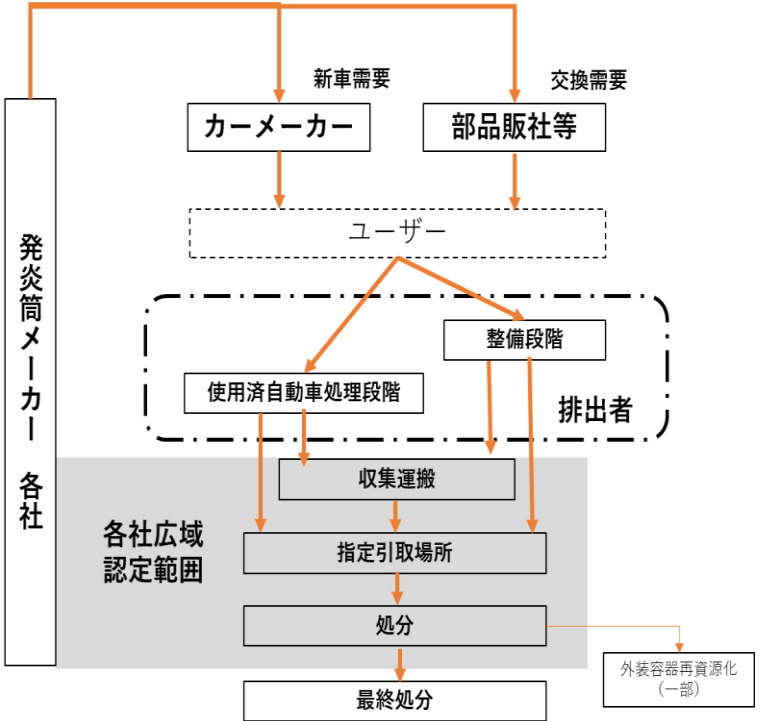 新車需要
交換需要
カーメーカー
部品販社等
ユーザー
発炎筒メーカー 各社
整備段階
使用済自動車処理段階
排出者
収集運搬
各社広域
認定範囲
指定引取場所
処分
外装容器再資源化
(一部)
最終処分